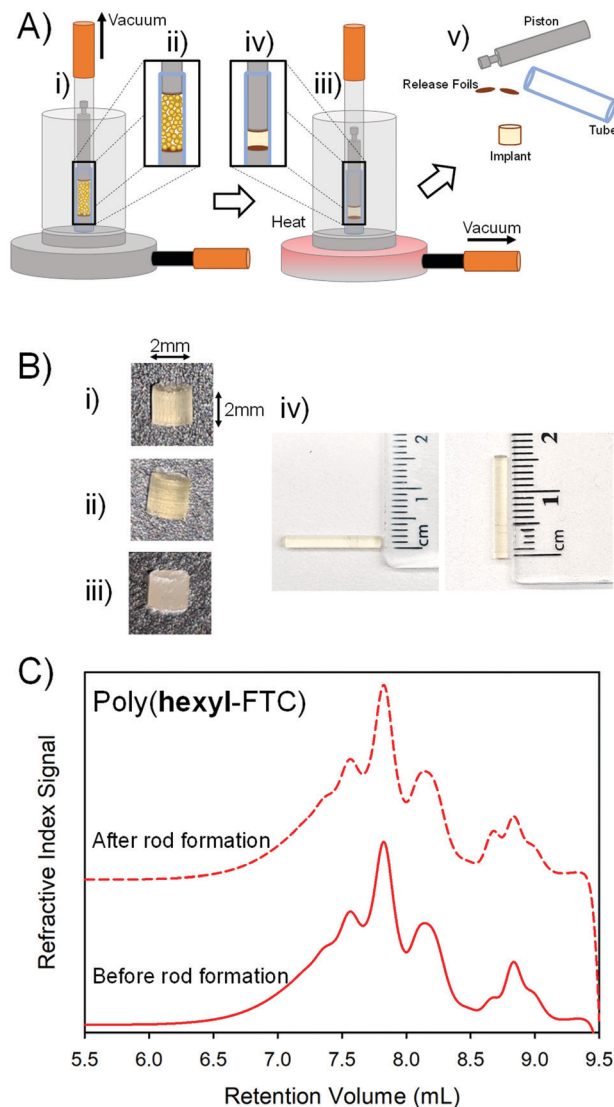 A)
Vacuum
i)
ii)
iv)
iii)
v)
Piston
Release Foils
Tube
Implant
Heat
Vacuum
B)
2mm
i)
2mm
ii)
iii)
iv)
1
2
cm
1
2
cm
C)
Poly(hexyl-FTC)
After rod formation
Before rod formation
Refractive Index Signal
5.5 6.0 6.5 7.0 7.5 8.0 8.5 9.0 9.5
Retention Volume (mL)